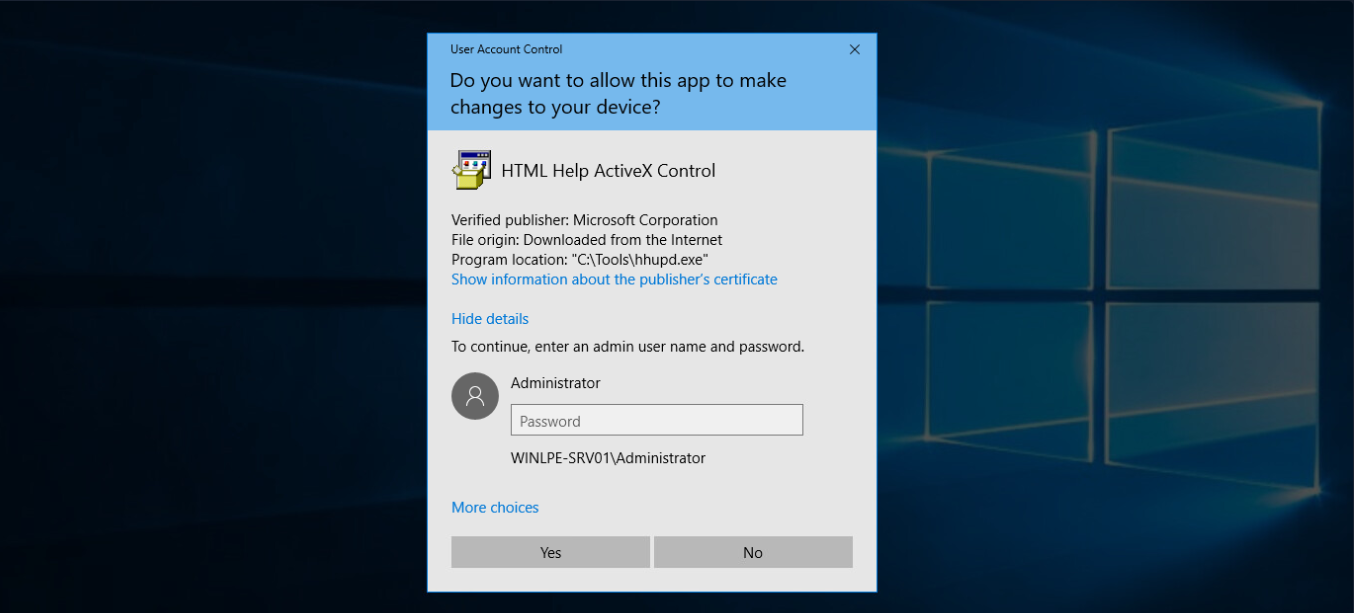 User Account Control
Do you want to allow this app to make
changes to your device?
HTML Help ActiveX Control
Verified publisher: Microsoft Corporation
File origin: Downloaded from the Internet
Program location: "C:\Tools\hhupd.exe"
Show information about the publisher's certificate
Hide details
To continue, enter an admin user name and password.
Administrator
Password
WINLPE-SRV01\Administrator
More choices
Yes
No